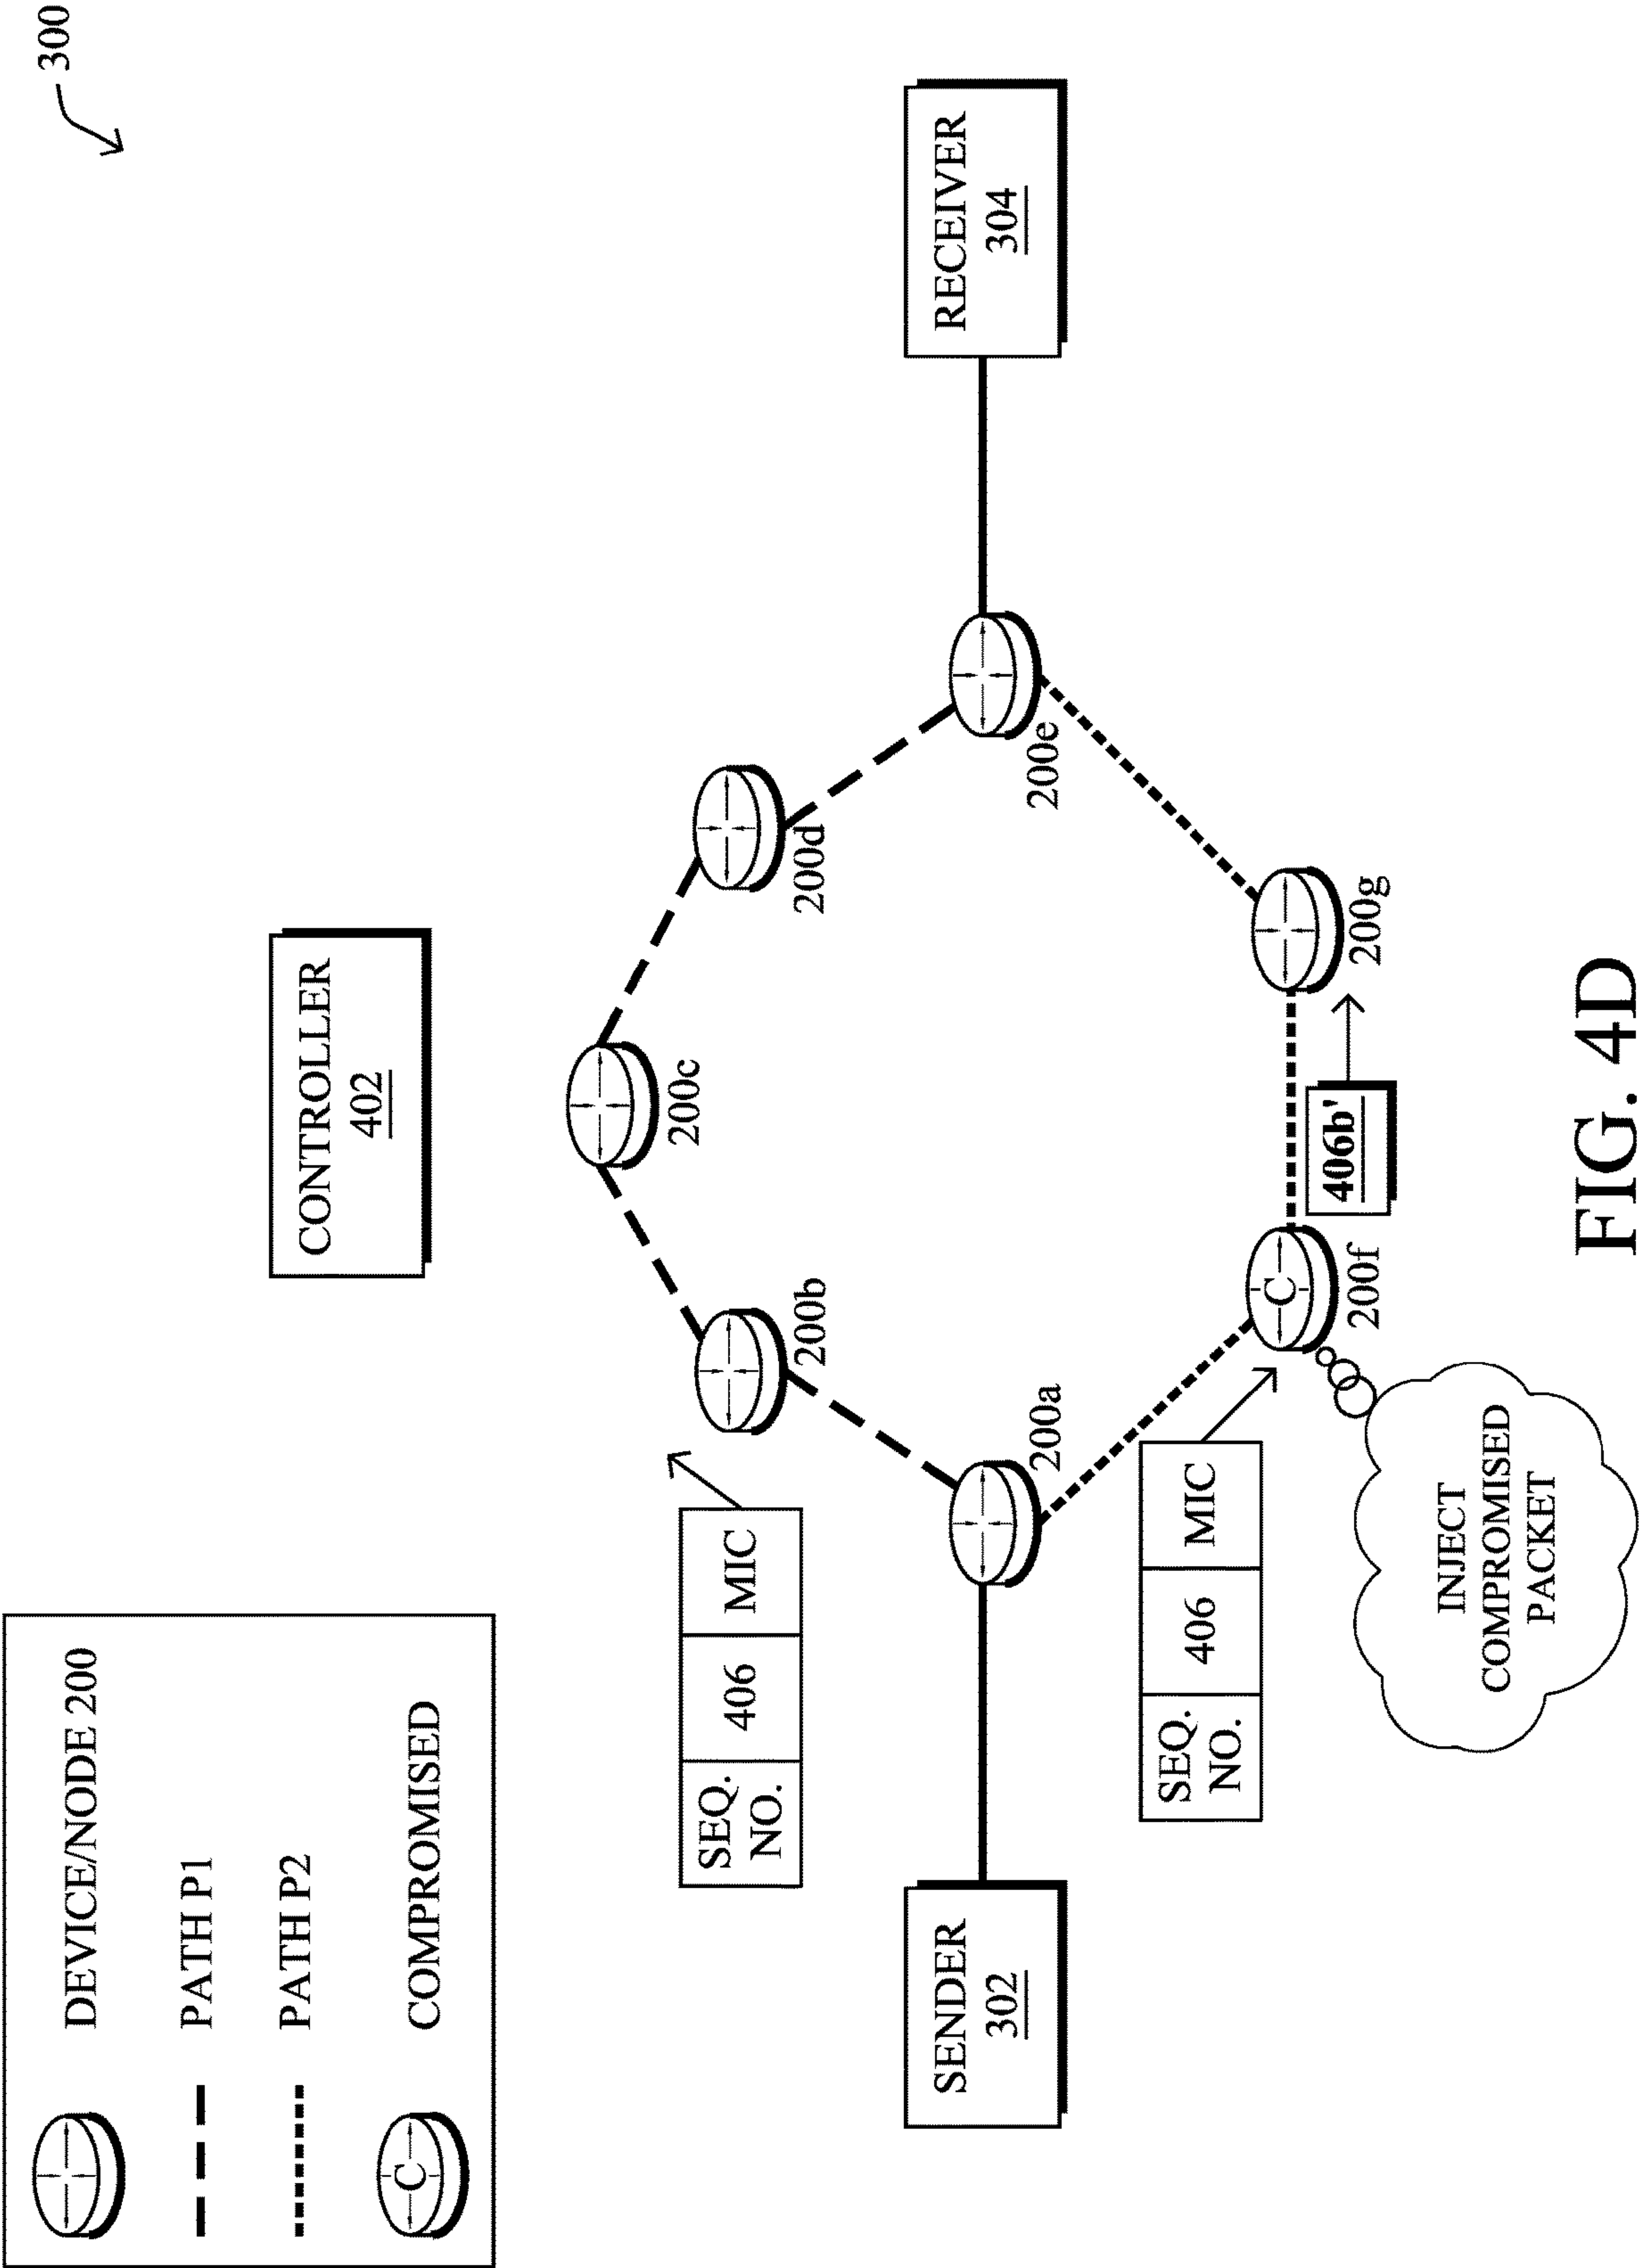 300
DEVICE/NODE 200
PATH P1
PATH P2
C
COMPROMISED
CONTROLLER
402
200c
200b
200d
SEQ.
NO.
406
MIC
SENDER
302
200a
200e
RECEIVER
304
SEQ.
NO.
406
MIC
C
200f
406b'
200g
INJECT
COMPROMISED
PACKET
FIG. 4D